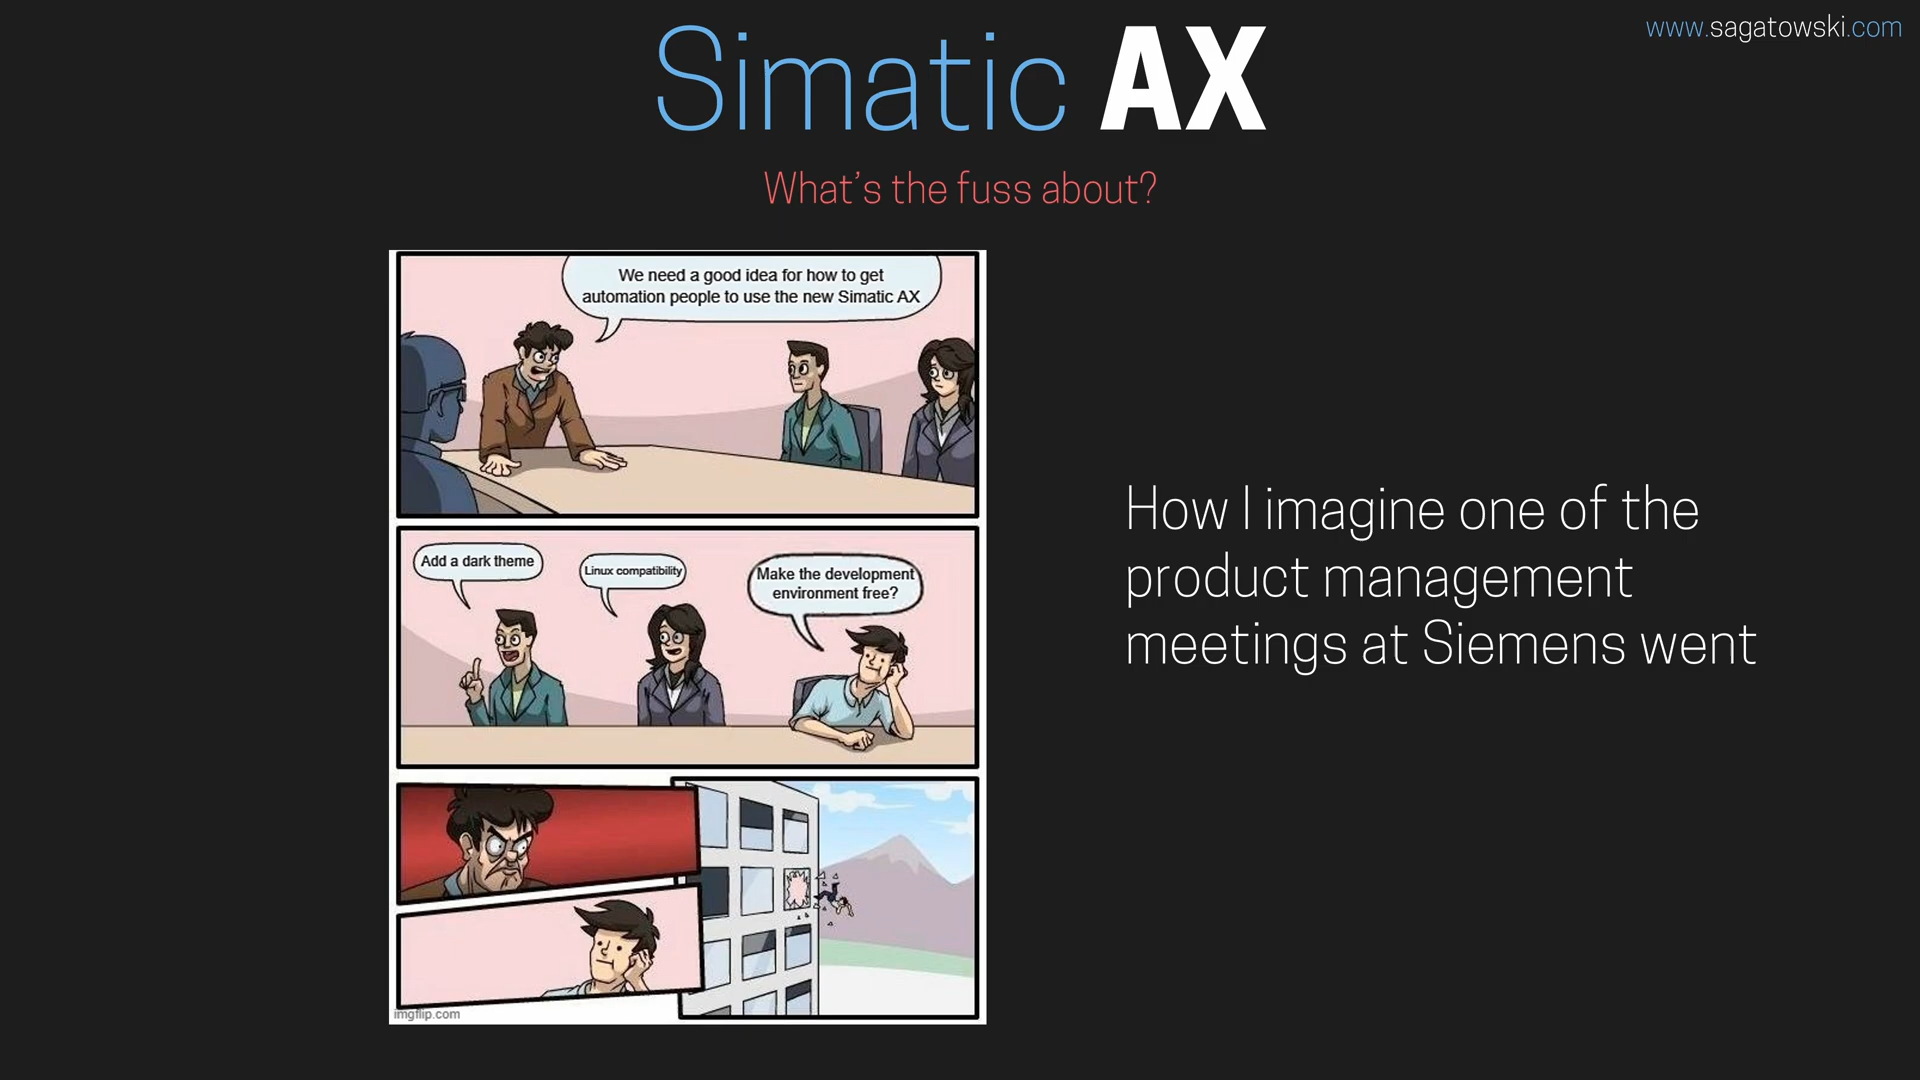 Simatic AX
www.sagatowski.com
What's the fuss about?
We need a good idea for how to get
automation people to use the new Simatic AX
Add a dark theme
Linux compatibility
Make the development
environment free?
imgflip.com
How I imagine one of the
product management
meetings at Siemens went